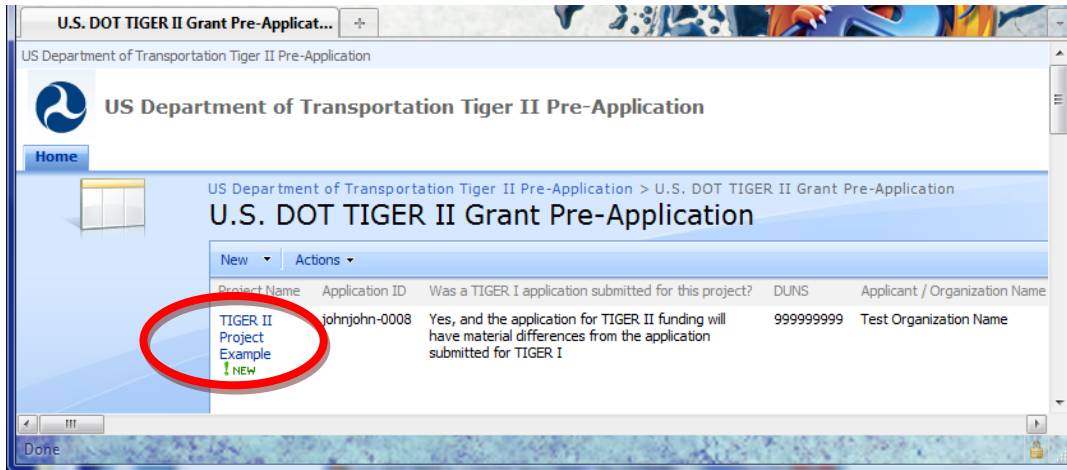 U.S. DOT TIGER II Grant Pre-Applicat...
US Department of Transportation Tiger II Pre-Application
US Department of Transportation Tiger II Pre-Application
Home
US Department of Transportation Tiger II Pre-Application > U.S. DOT TIGER II Grant Pre-Application
U.S. DOT TIGER II Grant Pre-Application
New Actions
Project Name Application ID Was a TIGER I application submitted for this project? DUNS Applicant / Organization Name
TIGER II johnjohn-0008 Yes, and the application for TIGER II funding will 999999999 Test Organization Name
Project have material differences from the application
Example submitted for TIGER I
! NEW
Done